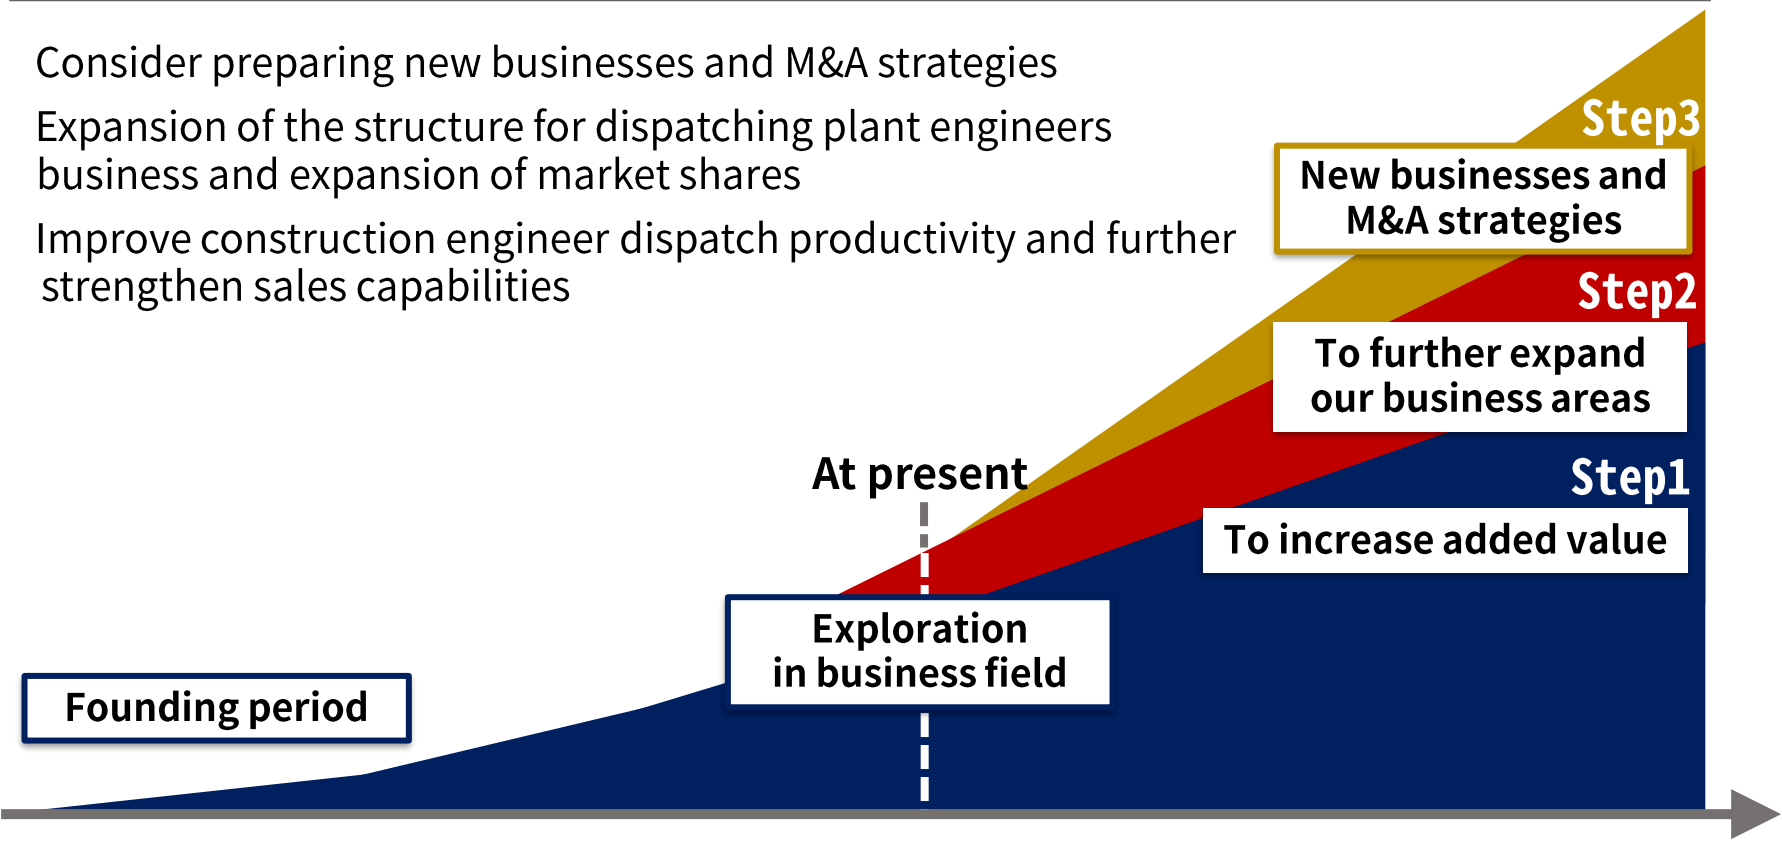 Consider preparing new businesses and M&A strategies
Expansion of the structure for dispatching plant engineers
business and expansion of market shares
Improve construction engineer dispatch productivity and further
strengthen sales capabilities
Step3
New businesses and
M&A strategies
Step2
To further expand
our business areas
At present
Step1
To increase added value
Exploration
in business field
Founding period